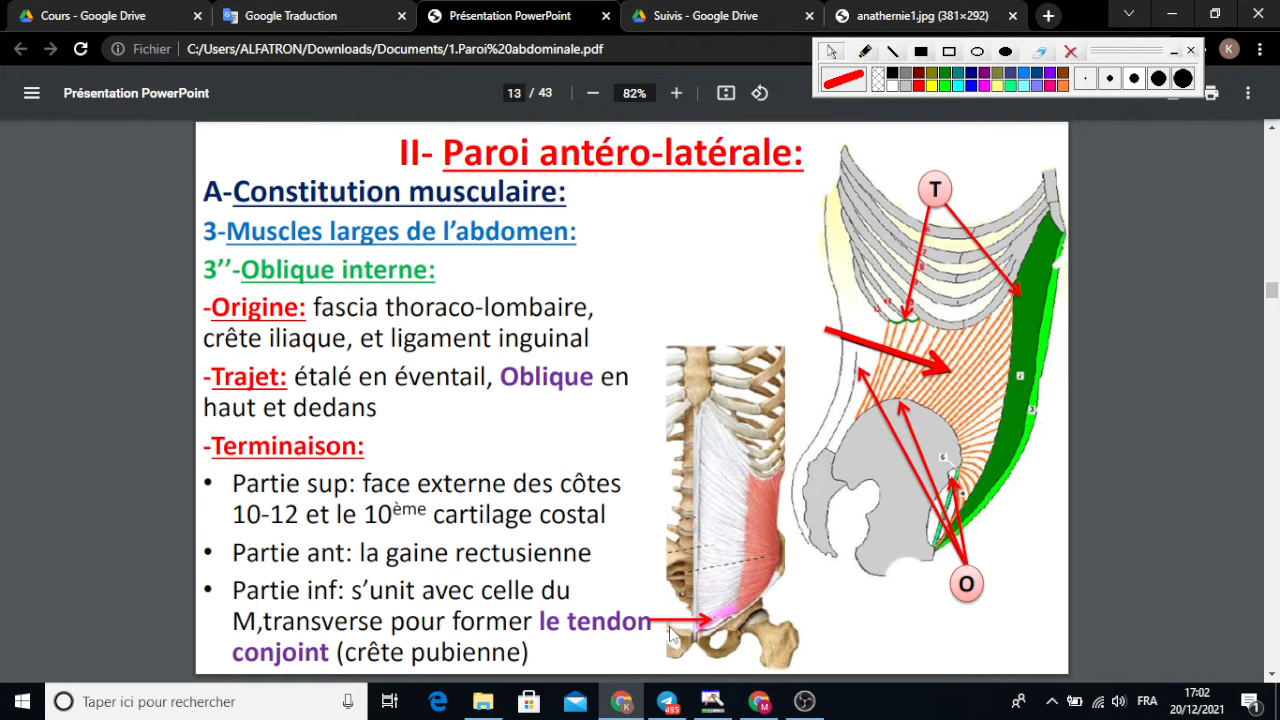 Cours - Google Drive
Google Traduction
Présentation PowerPoint
Suivis - Google Drive
anathernie1.jpg (381×292)
Fichier
C:/Users/ALFATRON/Downloads/Documents/1.Paroi%20abdominale.pdf
K
Présentation PowerPoint
13 / 43
82%
II- Paroi antéro-latérale:
A-Constitution musculaire:
3-Muscles larges de l’abdomen:
3’’-Oblique interne:
-Origine: fascia thoraco-lombaire,
crête iliaque, et ligament inguinal
-Trajet: étalé en éventail, Oblique en
haut et dedans
-Terminaison:
• Partie sup: face externe des côtes
10-12 et le 10ème cartilage costal
• Partie ant: la gaine rectusienne
• Partie inf: s’unit avec celle du
M,transverse pour former le tendon
conjoint (crête pubienne)
T
O
Taper ici pour rechercher
495
FRA
17:02
20/12/2021